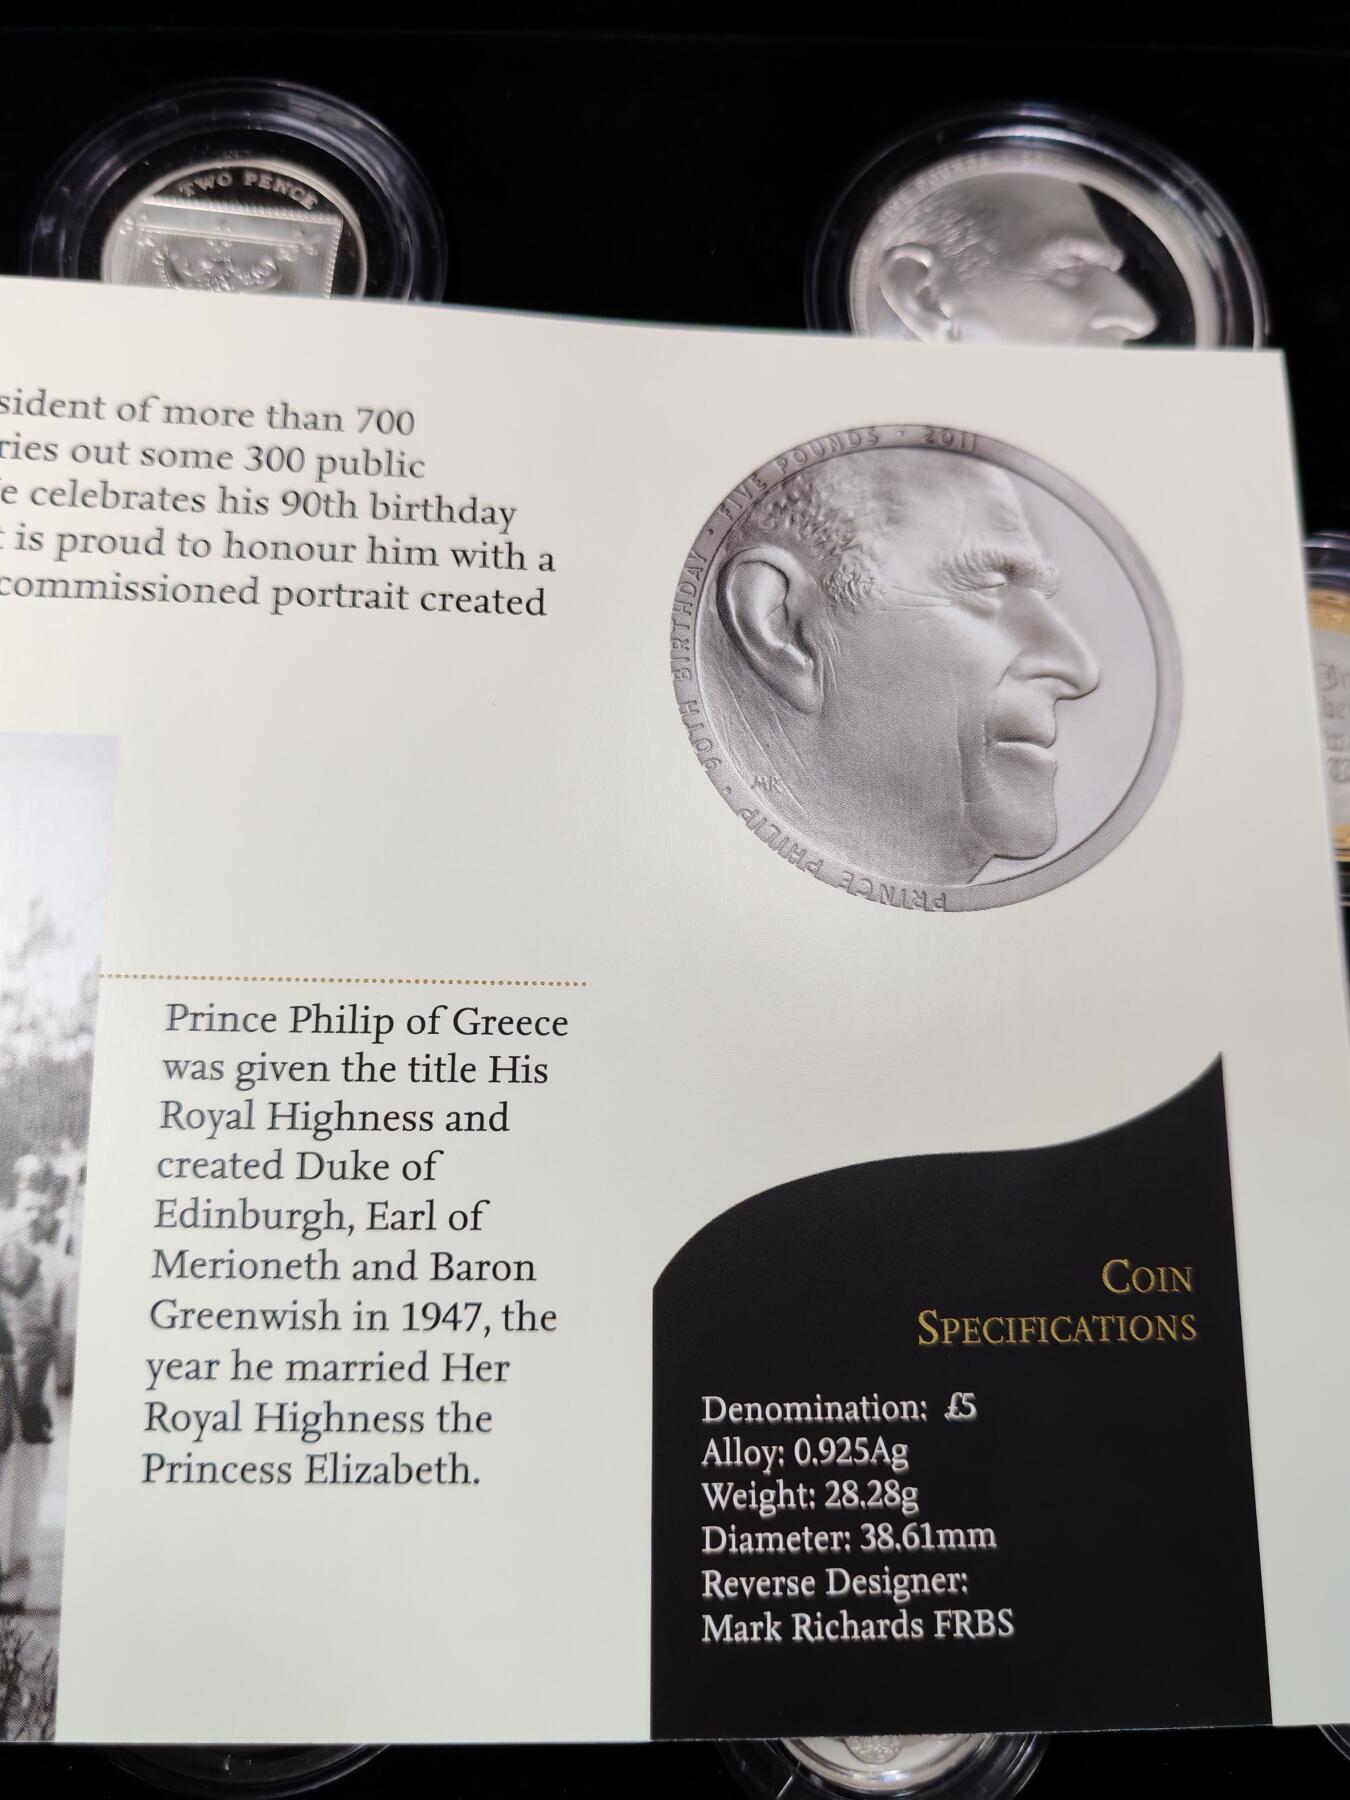 TWO PENCE
sident of more than 700
ries out some 300 public
e celebrates his 90th birthday
t is proud to honour him with a
commissioned portrait created
PRINCE PHILIP · 90TH BIRTHDAY · FIVE POUNDS · 2011
MR
Prince Philip of Greece
was given the title His
Royal Highness and
created Duke of
Edinburgh, Earl of
Merioneth and Baron
Greenwish in 1947, the
year he married Her
Royal Highness the
Princess Elizabeth.
COIN
SPECIFICATIONS
Denomination: £5
Alloy: 0.925Ag
Weight: 28.28g
Diameter: 38.61mm
Reverse Designer:
Mark Richards FRBS